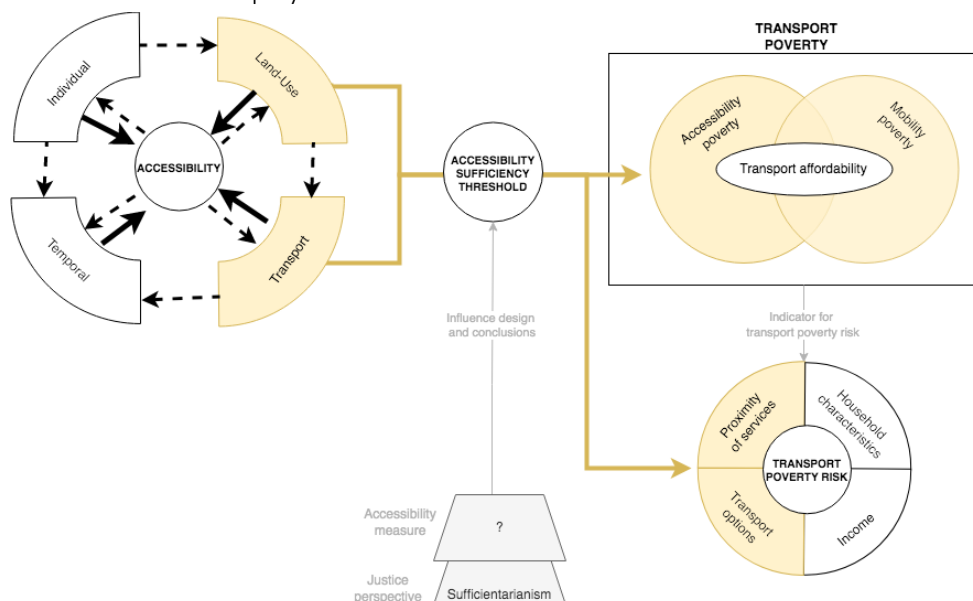 TRANSPORT
POVERTY
Individual
Land-Use
Accessibility
poverty
Mobility
poverty
ACCESSIBILITY
ACCESSIBILITY
SUFFICIENCY
THRESHOLD
Transport affordability
Temporal
Transport
Influence design
and conclusions
Indicator for
transport poverty risk
Proximity
of services
Household
characteristics
TRANSPORT
POVERTY RISK
Transport
options
Income
Accessibility
measure
?
Justice
perspective
Sufficientarianism